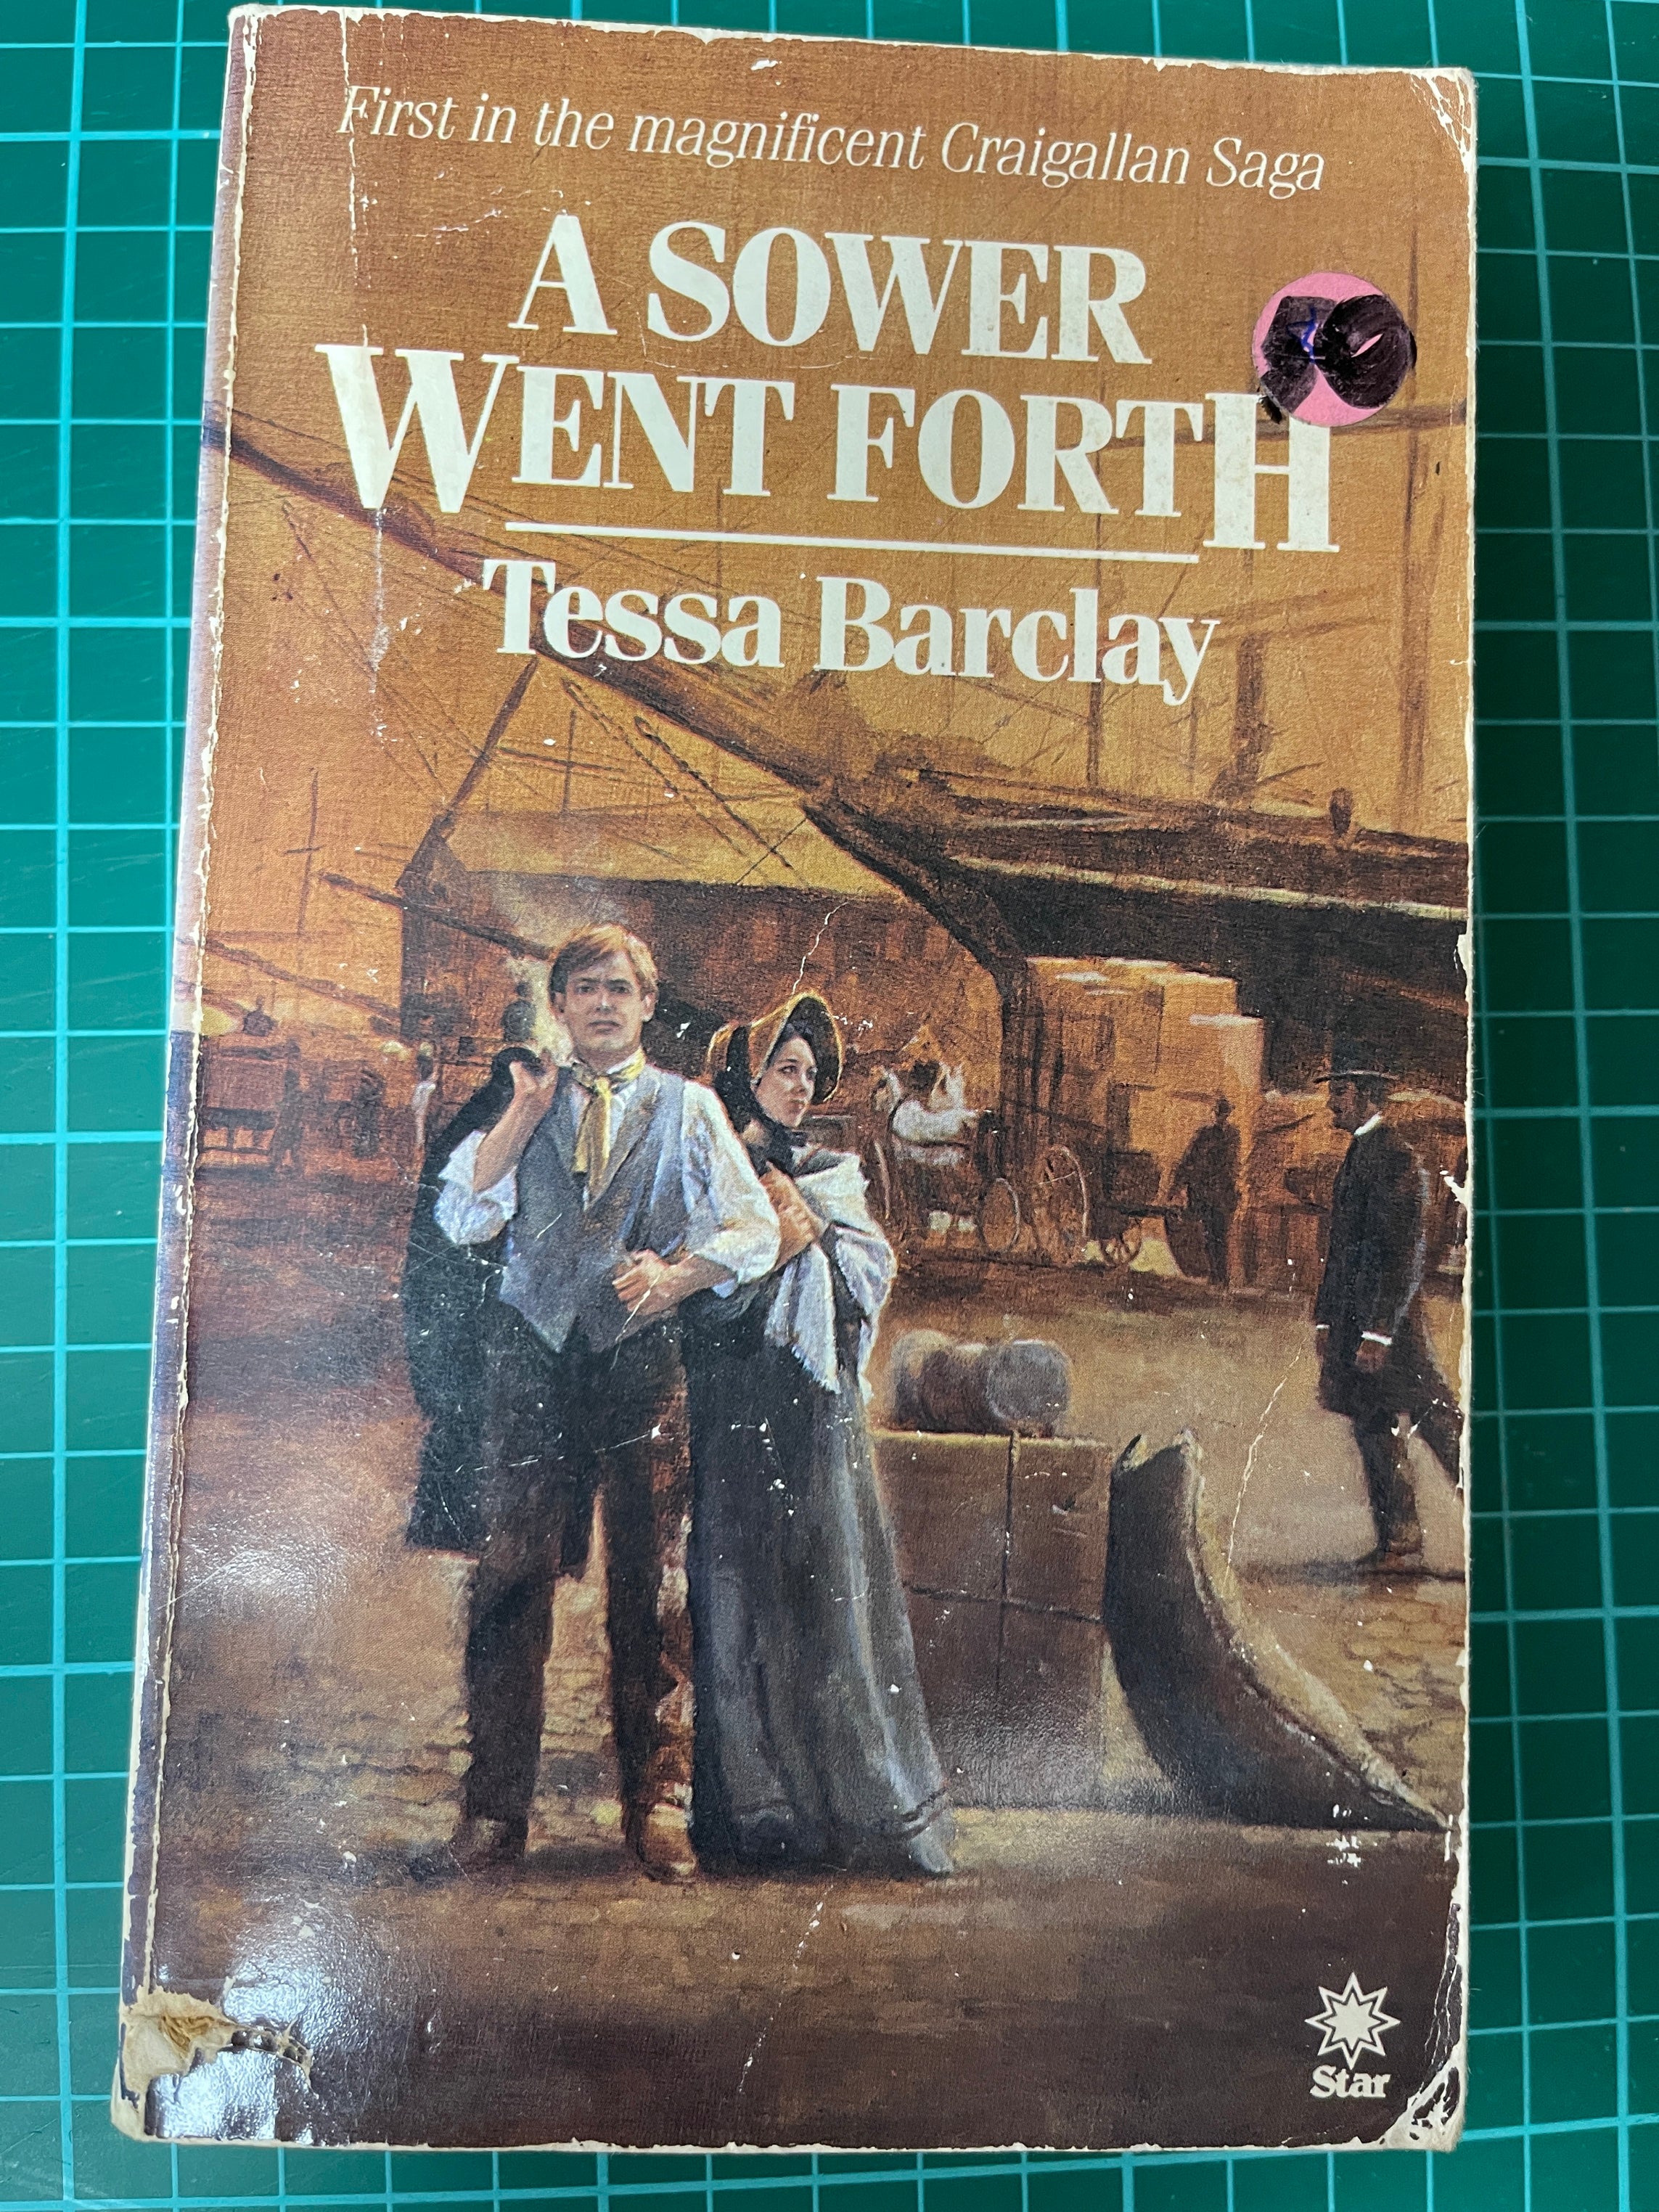 First in the magnificent Craigallan Saga
A SOWER
WENT FORTH
Tessa Barclay
Star